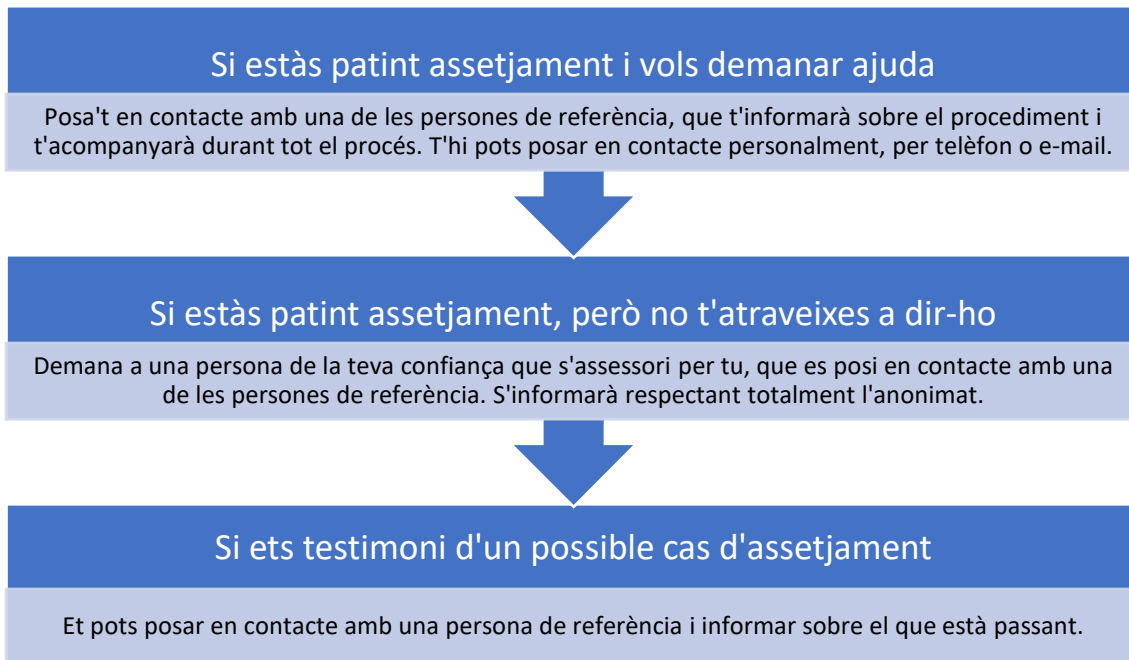 Si estàs patint assetjament i vols demanar ajuda
Posa't en contacte amb una de les persones de referència, que t'informarà sobre el procediment i
t'acompanyarà durant tot el procés. T'hi pots posar en contacte personalment, per telèfon o e-mail.
Si estàs patint assetjament, però no t'atraveixes a dir-ho
Demana a una persona de la teva confiança que s'assessori per tu, que es posi en contacte amb una
de les persones de referència. S'informarà respectant totalment l'anonimat.
Si ets testimoni d'un possible cas d'assetjament
Et pots posar en contacte amb una persona de referència i informar sobre el que està passant.